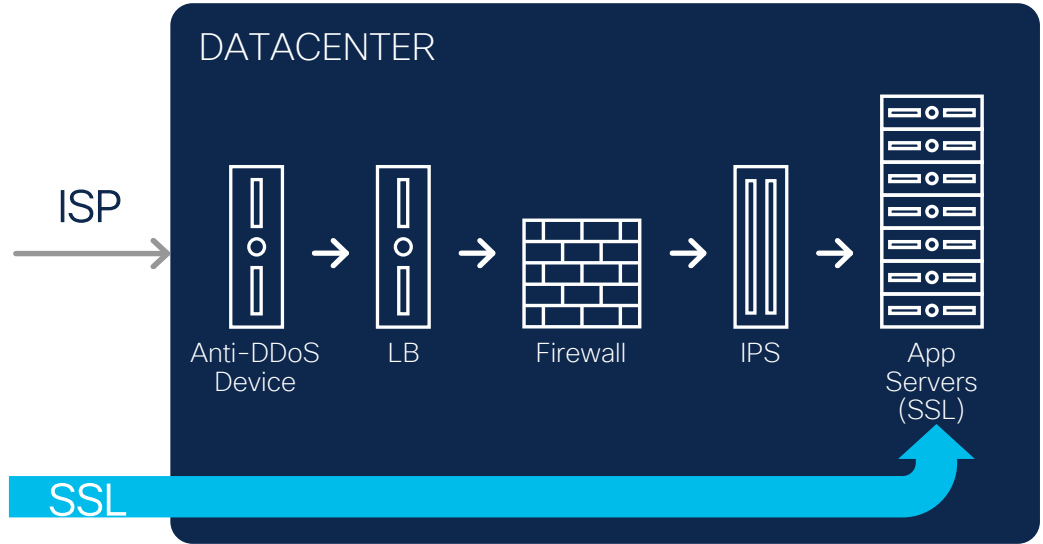 DATACENTER
ISP
Anti-DDoS
Device
LB
Firewall
IPS
App
Servers
(SSL)
SSL